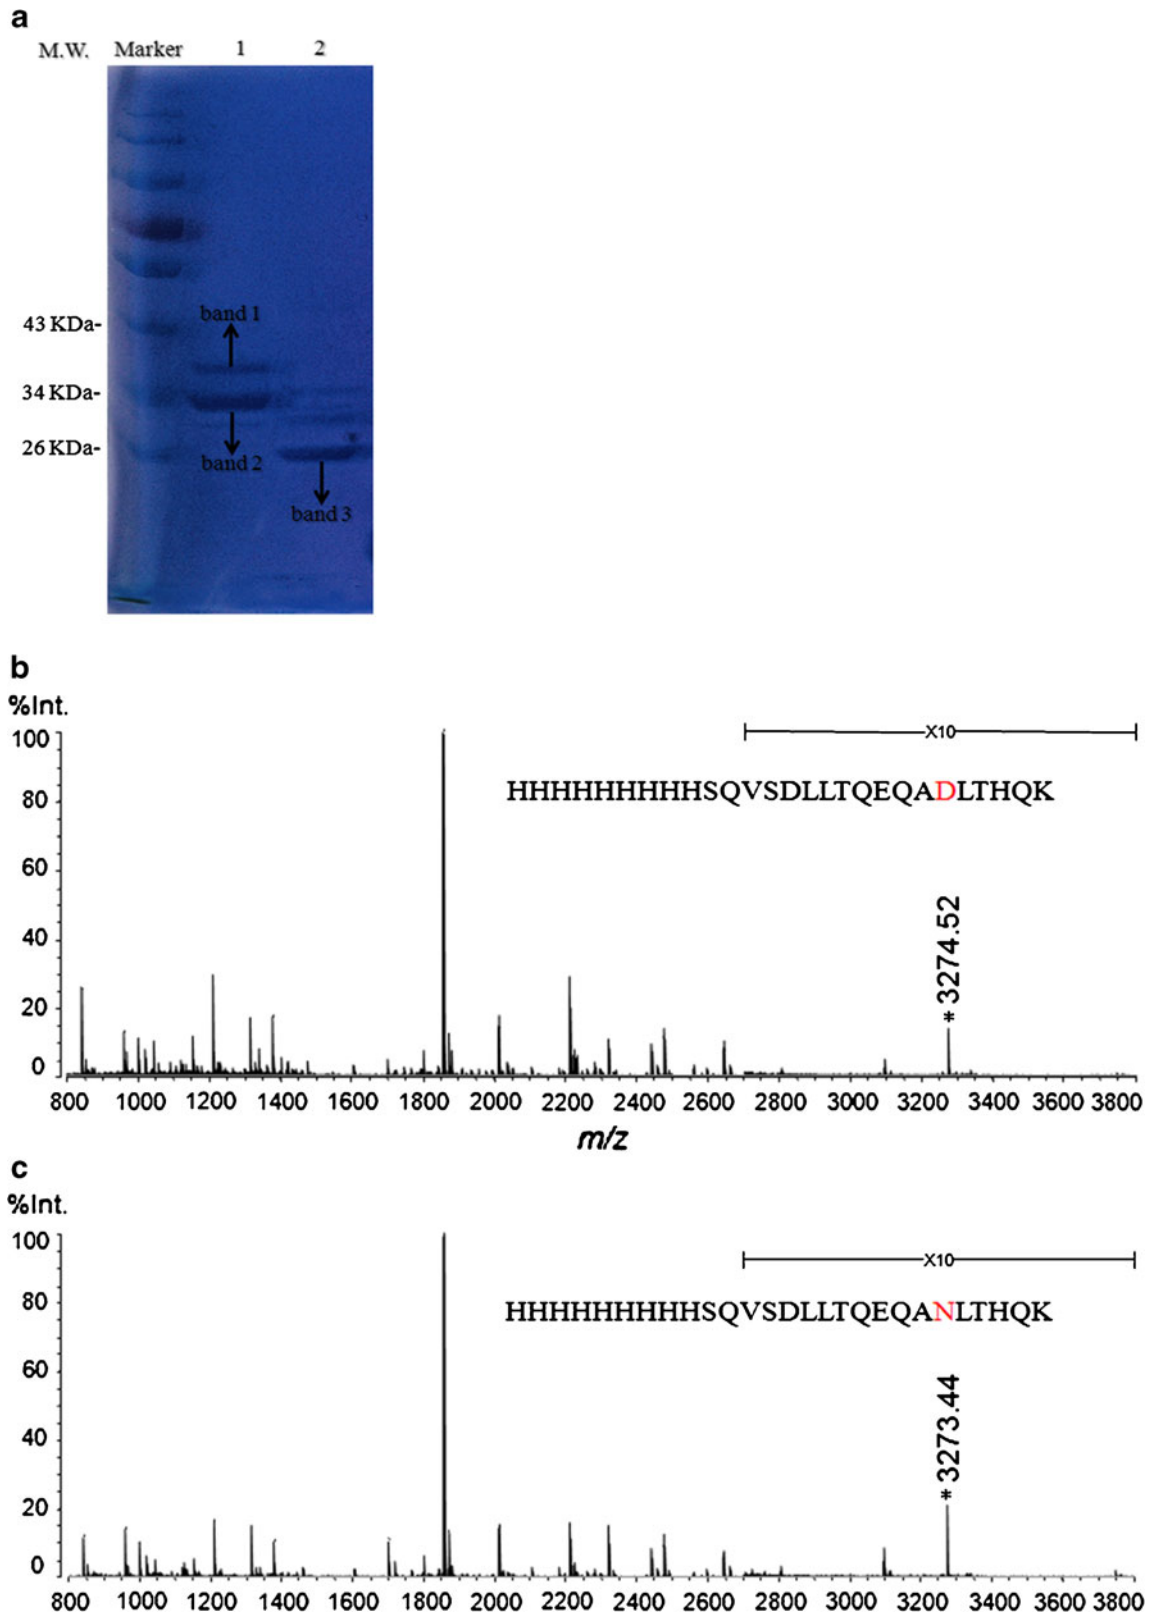 a
M.W. Marker 1 2
band 1
43 KDa-
34 KDa-
26 KDa-
band 2
band 3
b
%Int.
X10
100
HHHHHHHHHSQVSDLLTQEQADLTHQK
80
60
* 3274.52
40
20
0
800 1000 1200 1400 1600 1800 2000 2200 2400 2600 2800 3000 3200 3400 3600 3800
m/z
c
%Int.
X10
100
HHHHHHHHHSQVSDLLTQEQANLTHQK
80
60
* 3273.44
40
20
0
800 1000 1200 1400 1600 1800 2000 2200 2400 2600 2800 3000 3200 3400 3600 3800